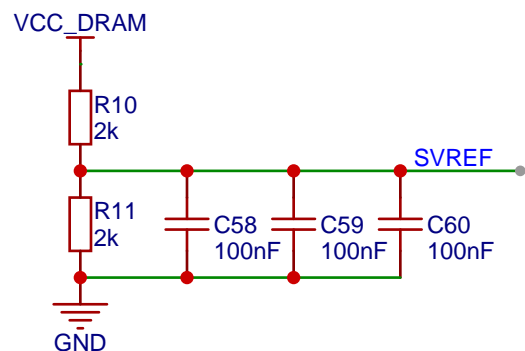 VCC_DRAM
R10
2k
SVREF
R11
2k
C58
100nF
C59
100nF
C60
100nF
GND